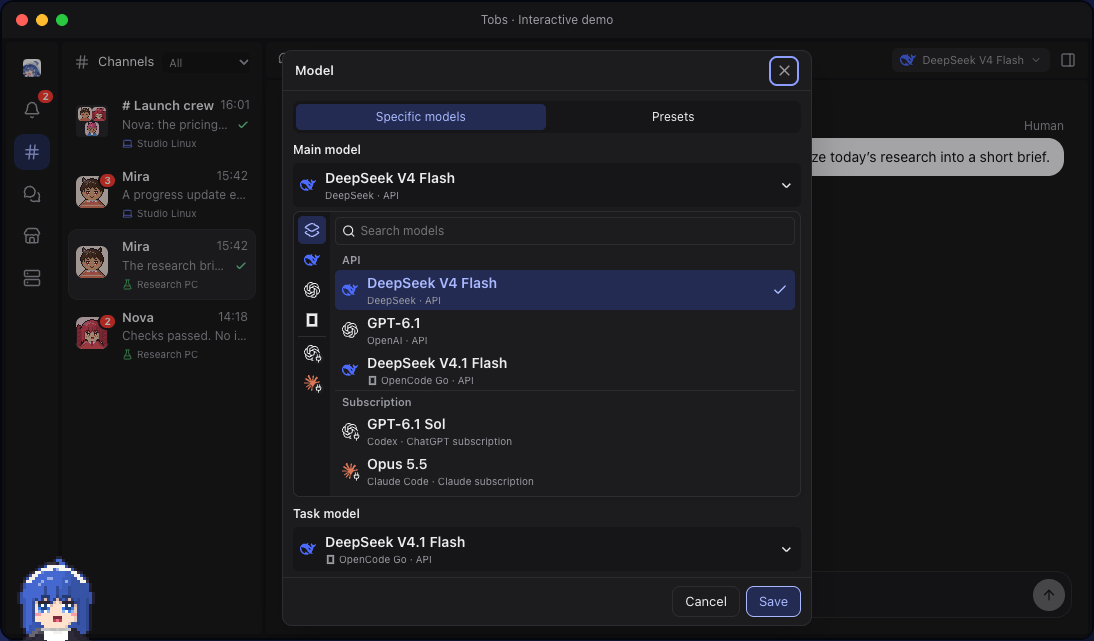 Tobs · Interactive demo
2
# Channels
All
# Launch crew 16:01
Nova: the pricing...
Studio Linux
3
Mira 15:42
A progress update e...
Studio Linux
Mira 15:42
The research bri...
Research PC
2
Nova 14:18
Checks passed. No i...
Research PC
DeepSeek V4 Flash
Human
ze today’s research into a short brief.
Model
Specific models
Presets
Main model
DeepSeek V4 Flash
DeepSeek · API
Search models
API
DeepSeek V4 Flash
DeepSeek · API
GPT-6.1
OpenAI · API
DeepSeek V4.1 Flash
OpenCode Go · API
Subscription
GPT-6.1 Sol
Codex · ChatGPT subscription
Opus 5.5
Claude Code · Claude subscription
Task model
DeepSeek V4.1 Flash
OpenCode Go · API
Cancel
Save